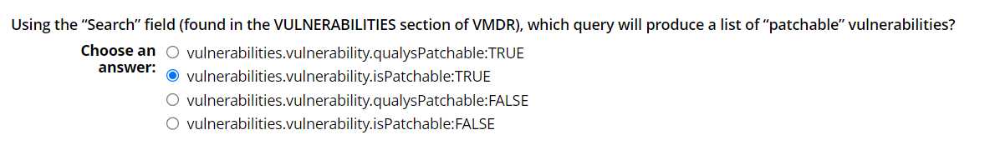 Using the “Search” field (found in the VULNERABILITIES section of VMDR), which query will produce a list of “patchable” vulnerabilities?
Choose an answer:
vulnerabilities.vulnerability.qualysPatchable:TRUE
vulnerabilities.vulnerability.isPatchable:TRUE
vulnerabilities.vulnerability.qualysPatchable:FALSE
vulnerabilities.vulnerability.isPatchable:FALSE